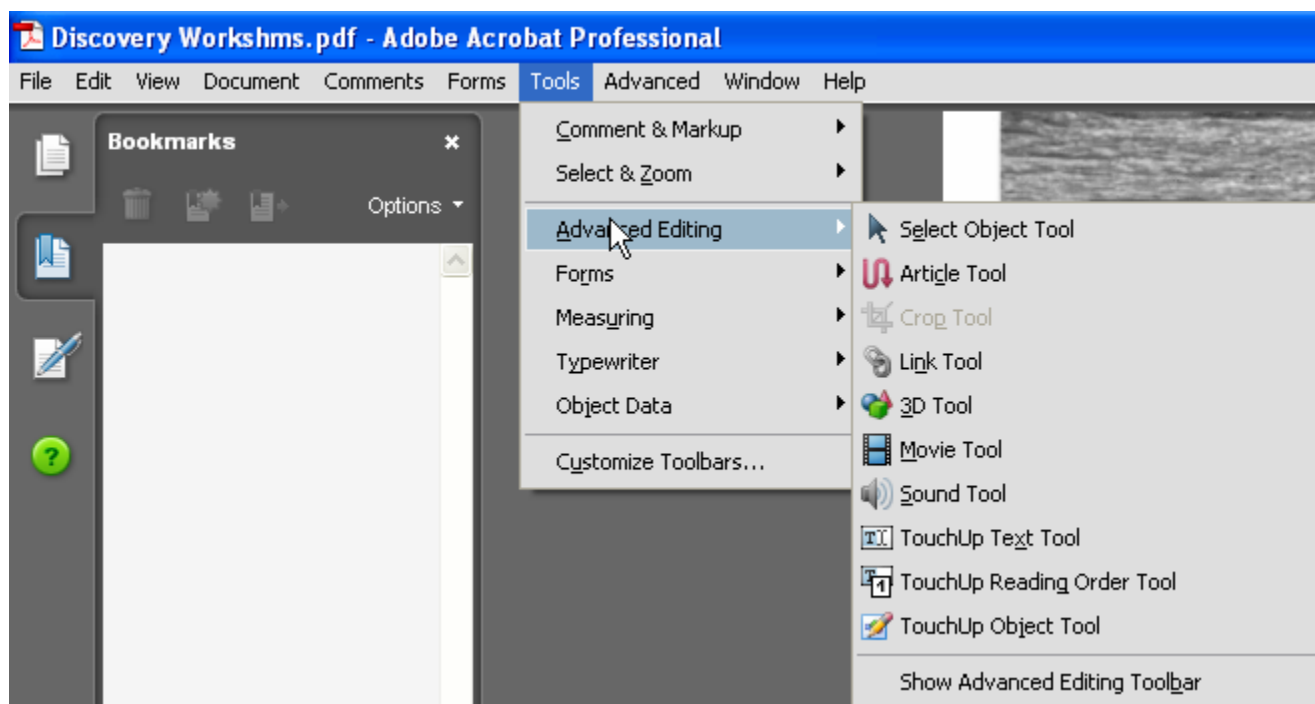 Discovery Workshms.pdf - Adobe Acrobat Professional
File Edit View Document Comments Forms Tools Advanced Window Help
Bookmarks
Options
Comment & Markup
Select & Zoom
Advanced Editing
Forms
Measuring
Typewriter
Object Data
Customize Toolbars...
Select Object Tool
Article Tool
Crop Tool
Link Tool
3D Tool
Movie Tool
Sound Tool
TouchUp Text Tool
TouchUp Reading Order Tool
TouchUp Object Tool
Show Advanced Editing Toolbar